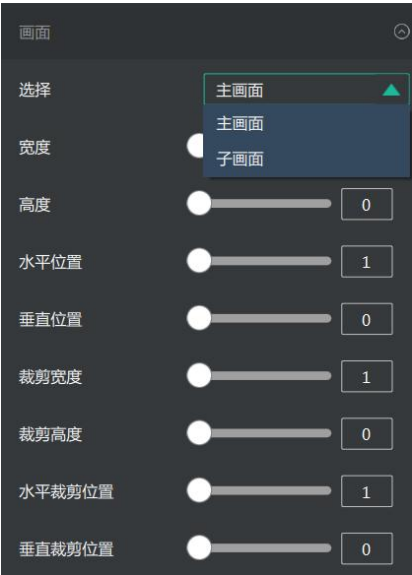 画面
选择 主画面
主画面
宽度
子画面
高度 0
水平位置 1
垂直位置 0
裁剪宽度 1
裁剪高度 0
水平裁剪位置 1
垂直裁剪位置 0